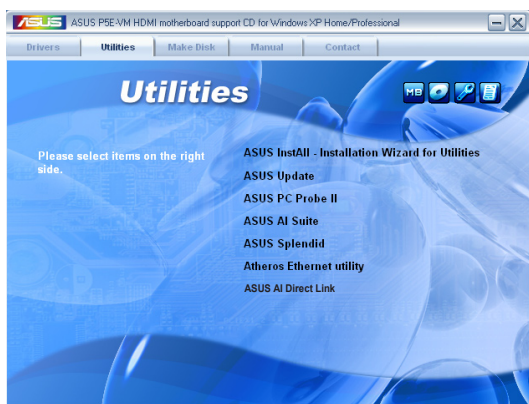 ASUS ASUS P5E-VM HDMI motherboard support CD for Windows XP Home/Professional
Drivers Utilities Make Disk Manual Contact
Utilities
MB
Please select items on the right
side.
ASUS InstAll - Installation Wizard for Utilities
ASUS Update
ASUS PC Probe II
ASUS AI Suite
ASUS Splendid
Atheros Ethernet utility
ASUS AI Direct Link